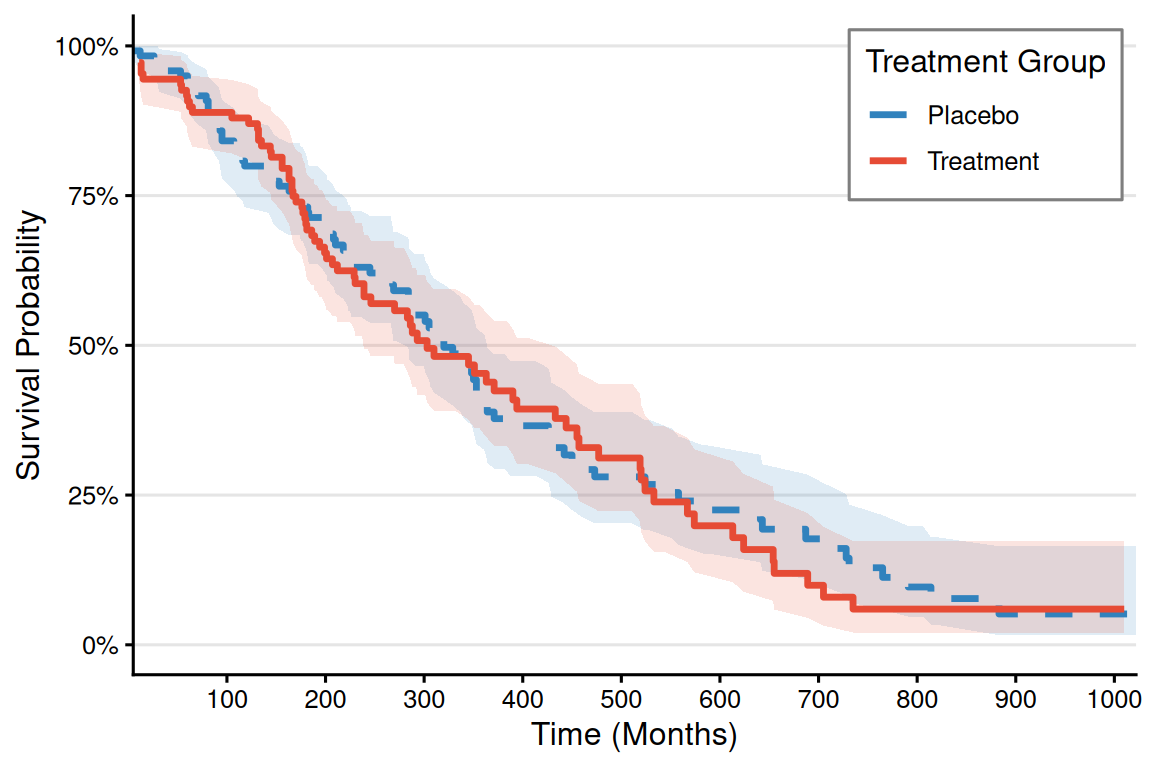 Treatment Group
Placebo
Treatment
Survival Probability
100%
75%
50%
25%
0%
100 200 300 400 500 600 700 800 900 1000
Time (Months)